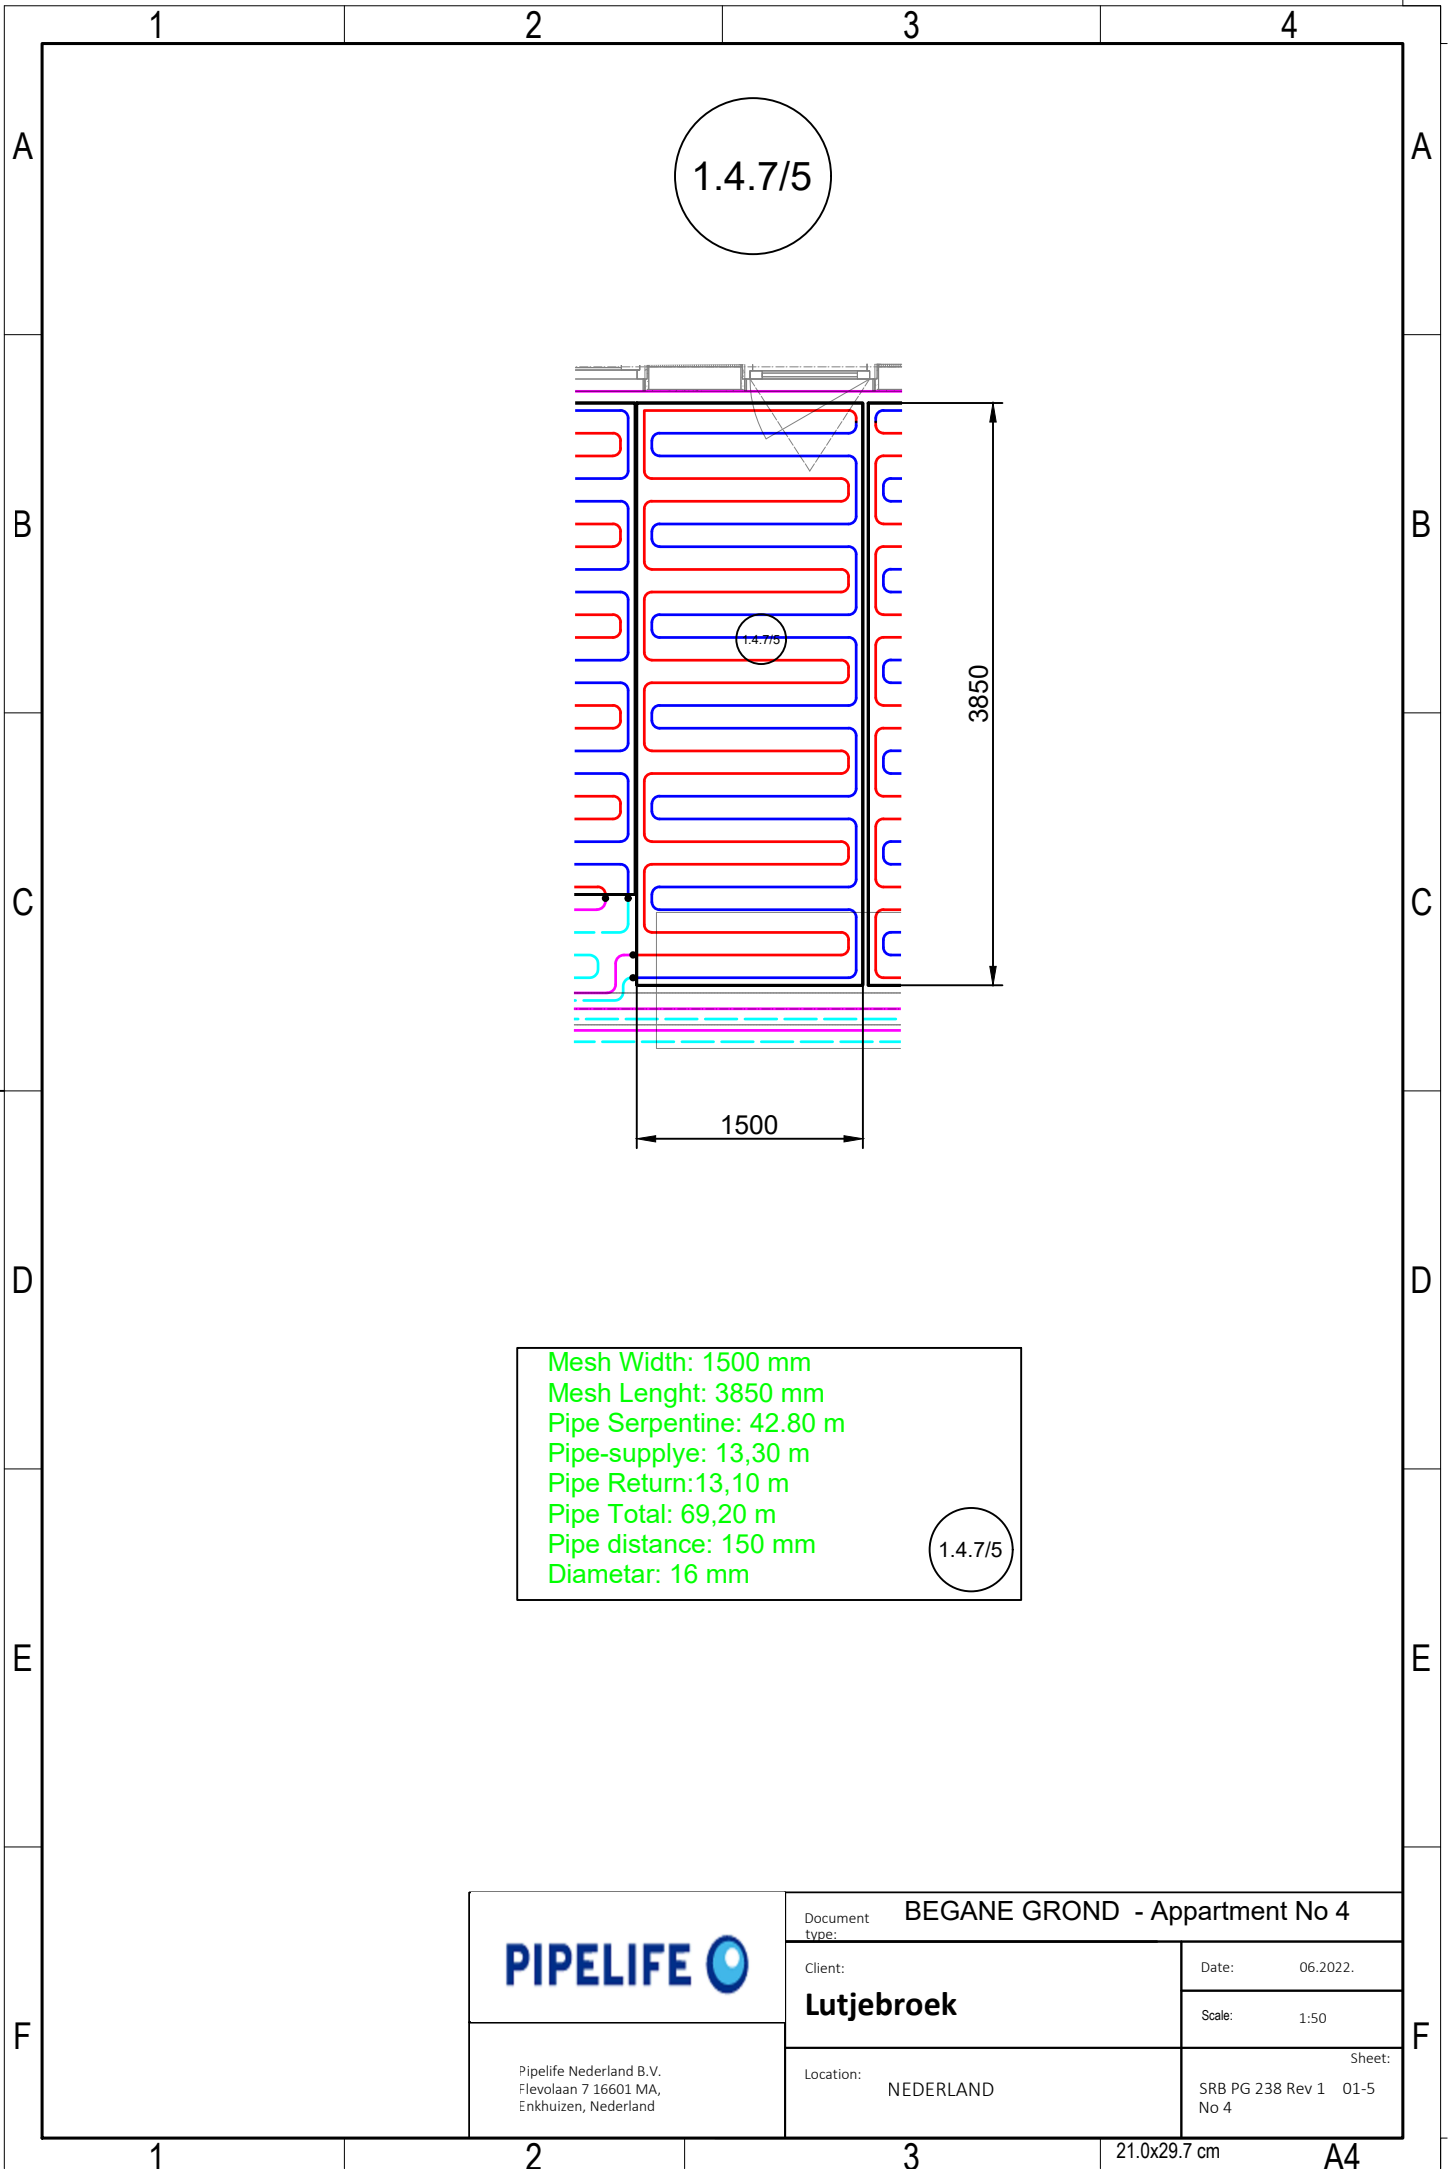 1 2 3 4
A A
1.4.7/5
B B
1.4.7/5
3850
C C
1500
D D
Mesh Width: 1500 mm
Mesh Lenght: 3850 mm
Pipe Serpentine: 42.80 m
Pipe-supplye: 13,30 m
Pipe Return:13,10 m
Pipe Total: 69,20 m
Pipe distance: 150 mm
Diametar: 16 mm
1.4.7/5
E E
PIPELIFE
Document type: BEGANE GROND - Appartment No 4
Client:
Lutjebroek
Date: 06.2022.
Scale: 1:50
F F
Pipelife Nederland B.V.
Flevolaan 7 16601 MA,
Enkhuizen, Nederland
Location: NEDERLAND
Sheet:
SRB PG 238 Rev 1 01-5
No 4
1 2 3 21.0x29.7 cm A4